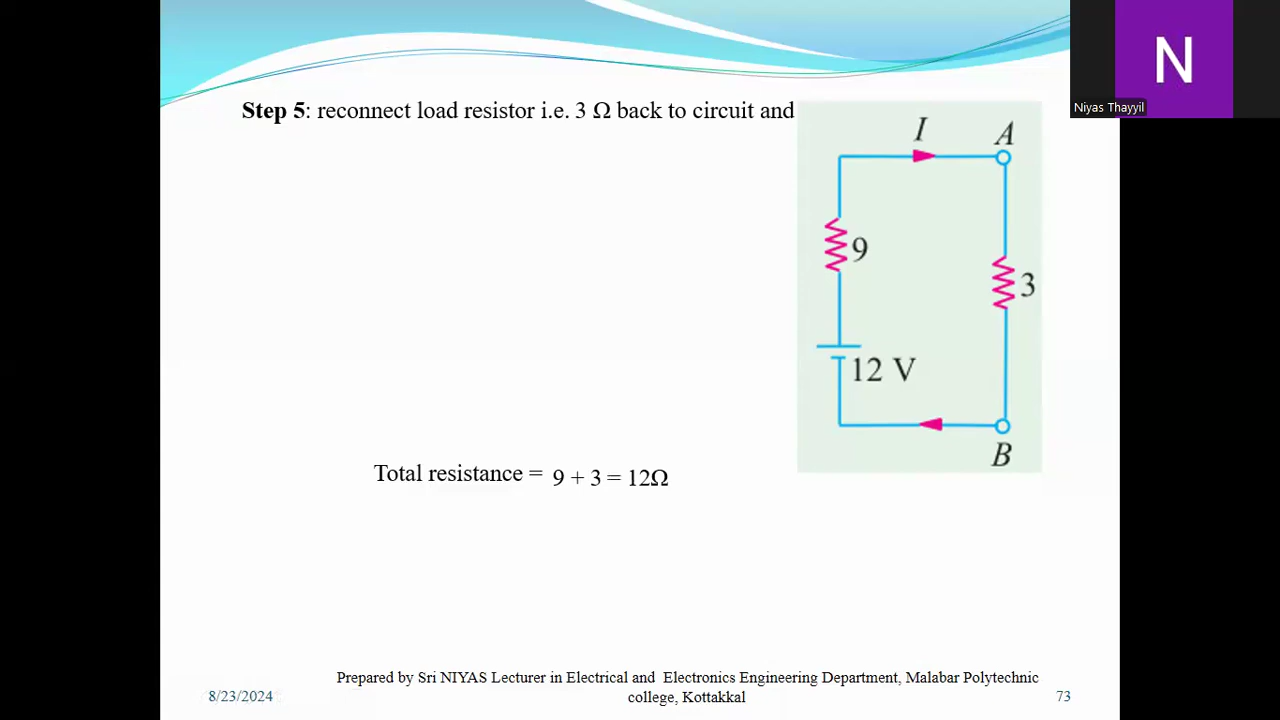 N
Niyas Thayyil
Step 5: reconnect load resistor i.e. 3 Ω back to circuit and
I
A
9
3
12 V
B
Total resistance = 9 + 3 = 12Ω
Prepared by Sri NIYAS Lecturer in Electrical and Electronics Engineering Department, Malabar Polytechnic
college, Kottakkal
8/23/2024
73